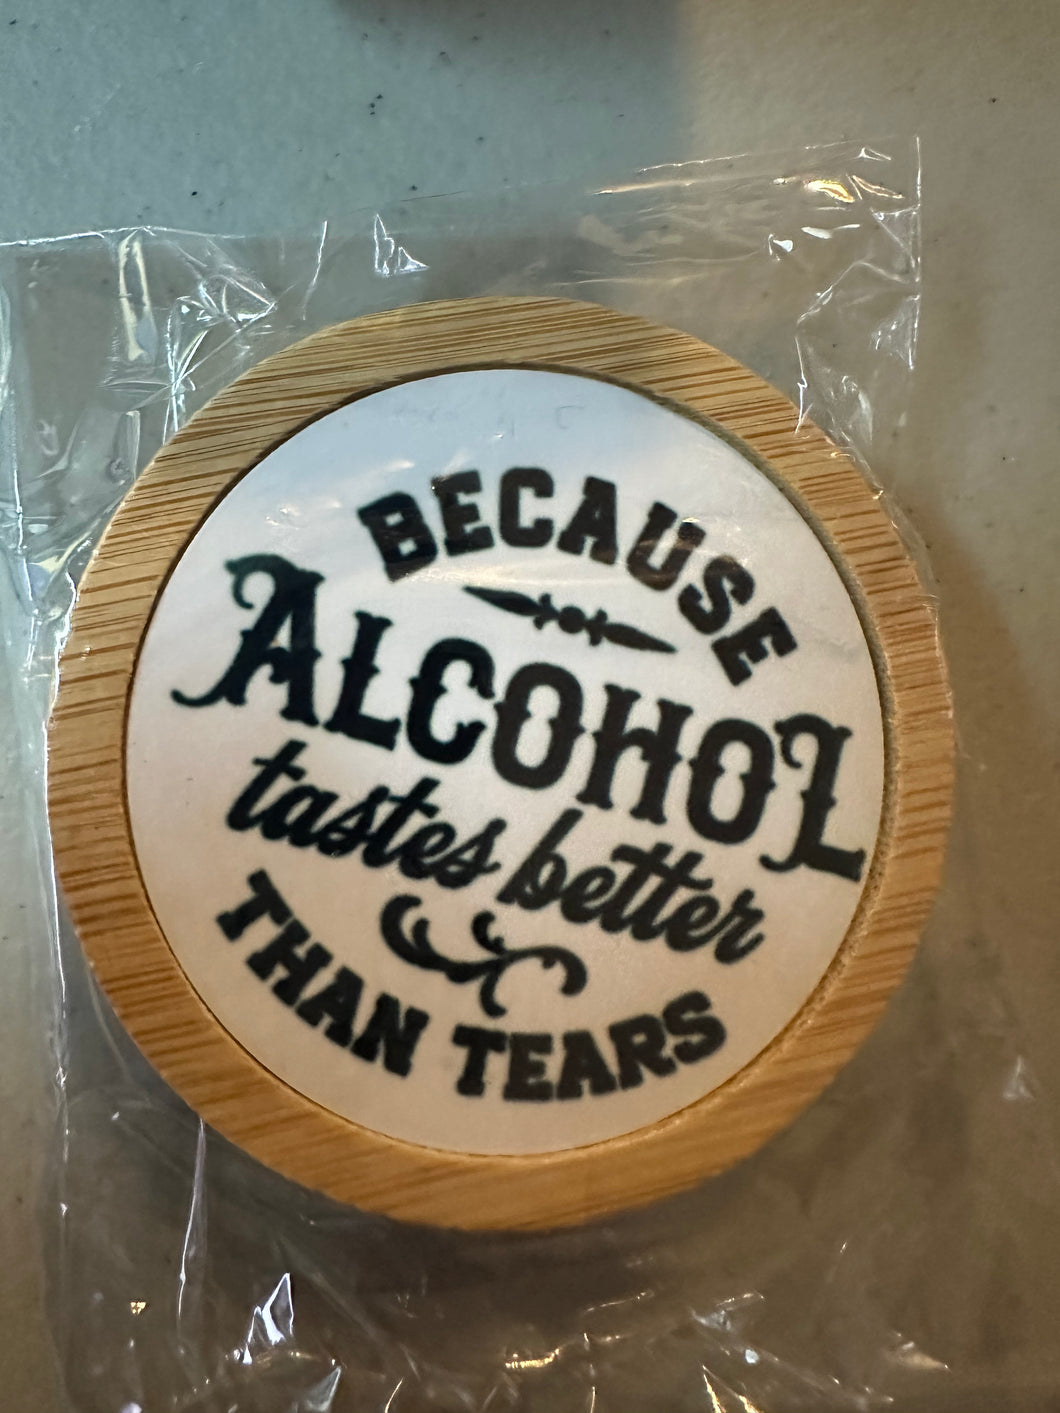 BECAUSE
ALCOHOL
tastes better
THAN TEARS